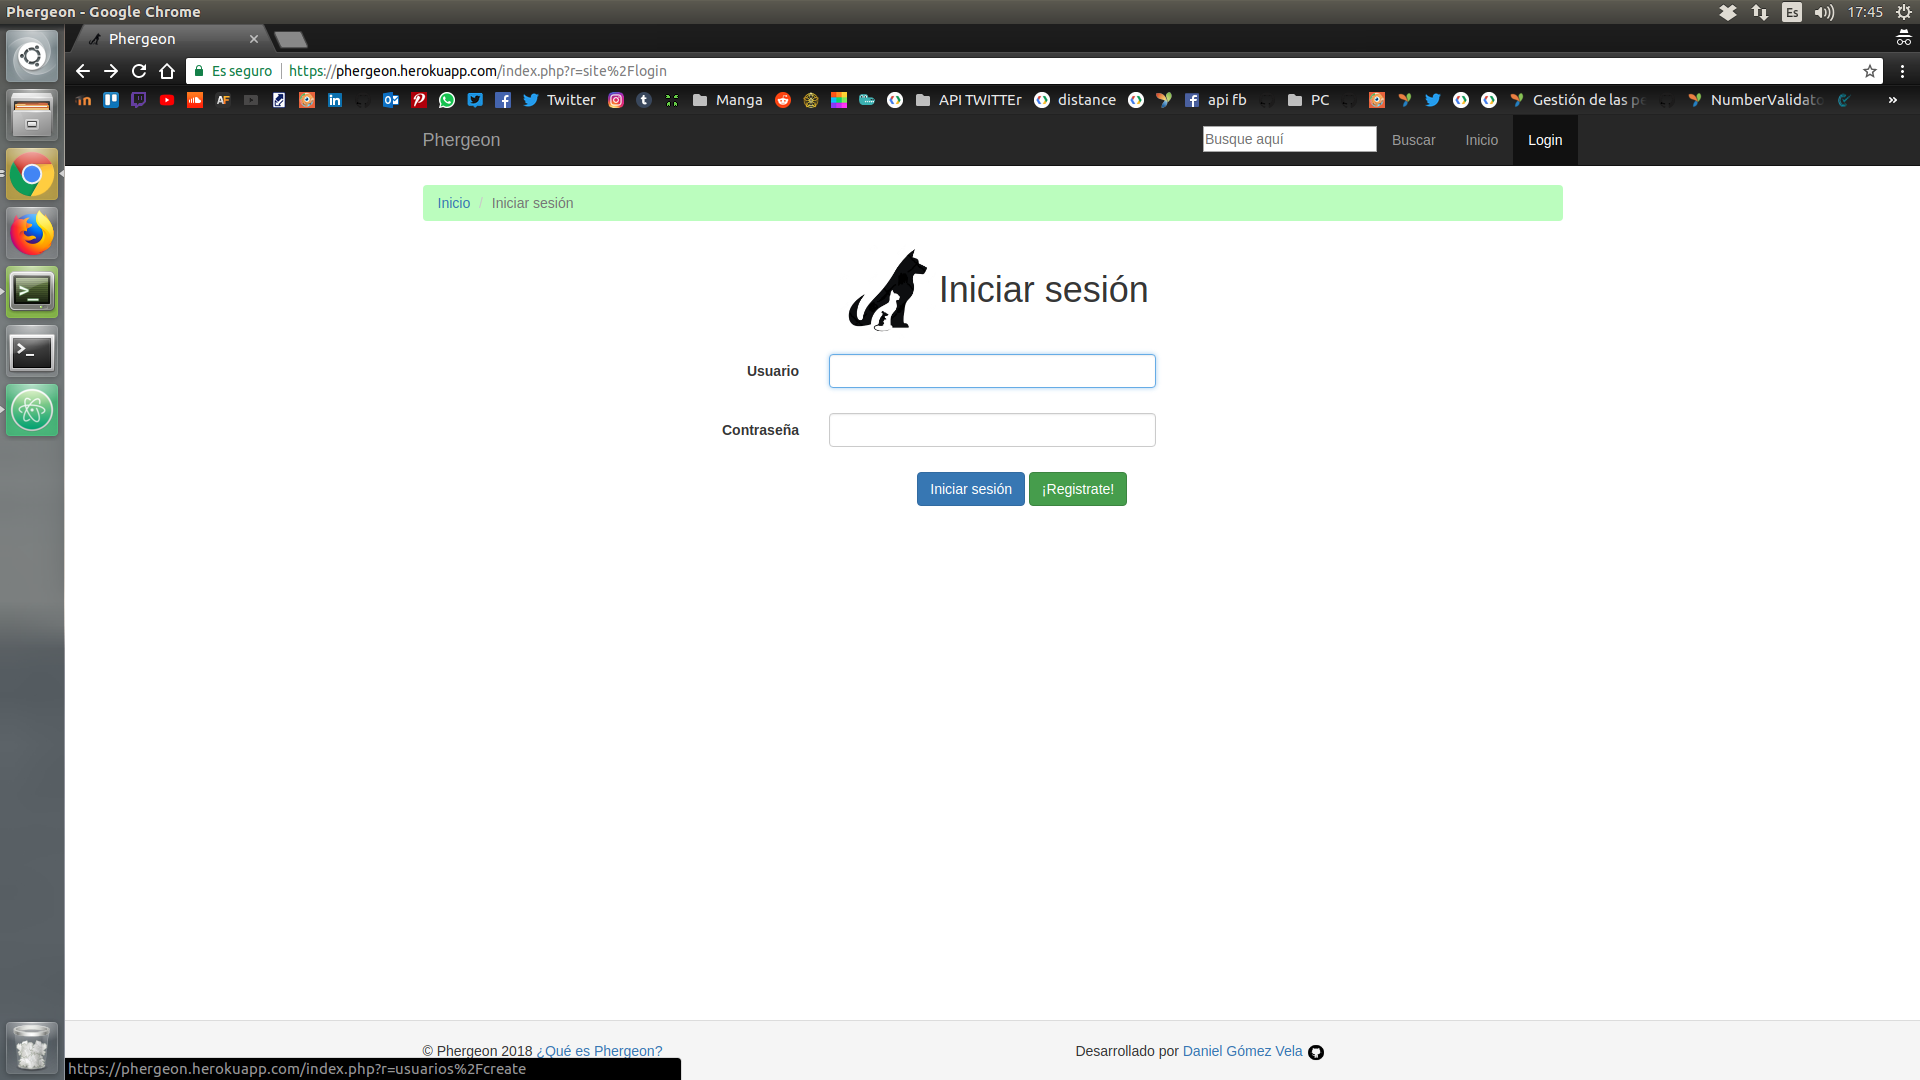 Phergeon - Google Chrome
Es
17:45
Phergeon
Es seguro
https://phergeon.herokuapp.com/index.php?r=site%2Flogin
AF
Twitter
Manga
API TWITTEr
distance
api fb
PC
Gestión de las pe
NumberValidato
»
Phergeon
Busque aquí
Buscar
Inicio
Login
Inicio / Iniciar sesión
Iniciar sesión
Usuario
Contraseña
Iniciar sesión
¡Registrate!
© Phergeon 2018 ¿Qué es Phergeon?
Desarrollado por Daniel Gómez Vela
https://phergeon.herokuapp.com/index.php?r=usuarios%2Fcreate